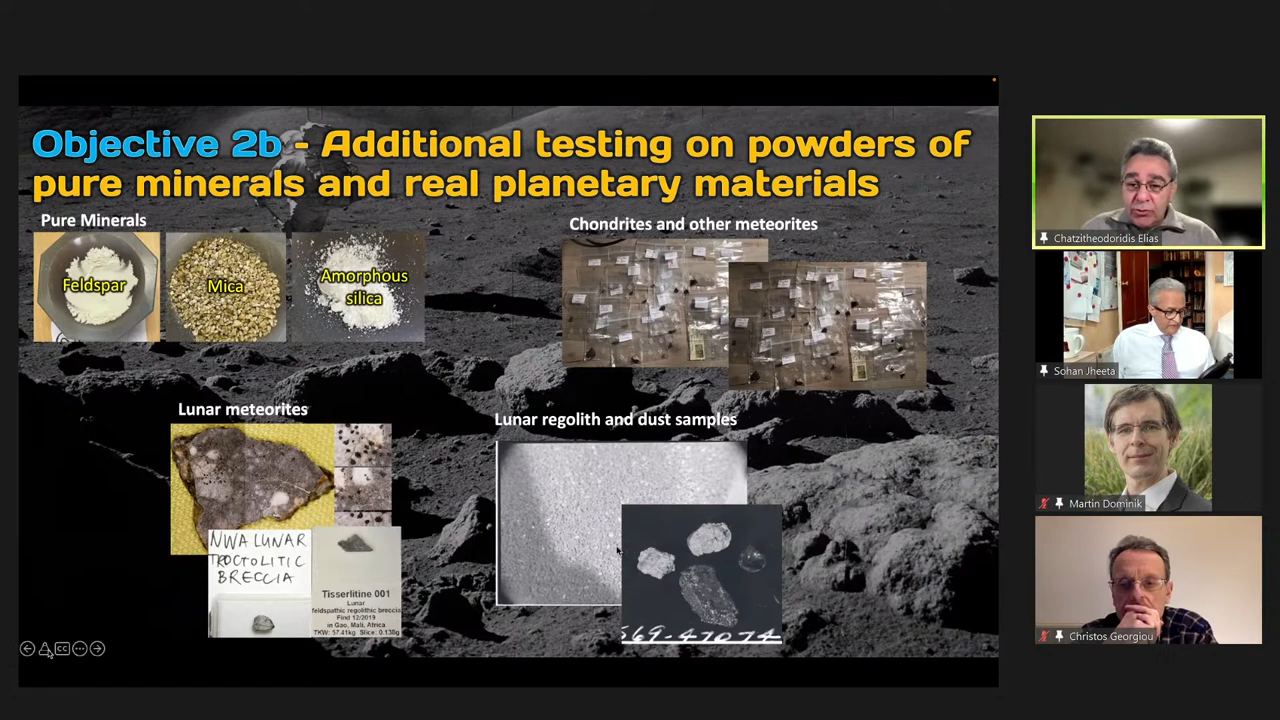 Objective 2b - Additional testing on powders of
pure minerals and real planetary materials
Pure Minerals
Feldspar
Mica
Amorphous
silica
Chondrites and other meteorites
Lunar meteorites
NWA LUNAR
TROCTOLITIC
BRECCIA
Tisserlitine 001
Lunar
feldspathic regolithic breccia
Find 12/2019
in Gao, Mali, Africa
TKW: 57.41kg Slice: 0.138g
Lunar regolith and dust samples
S69-47074
CC
Chatzitheodoridis Elias
Sohan Jheeta
Martin Dominik
Christos Georgiou